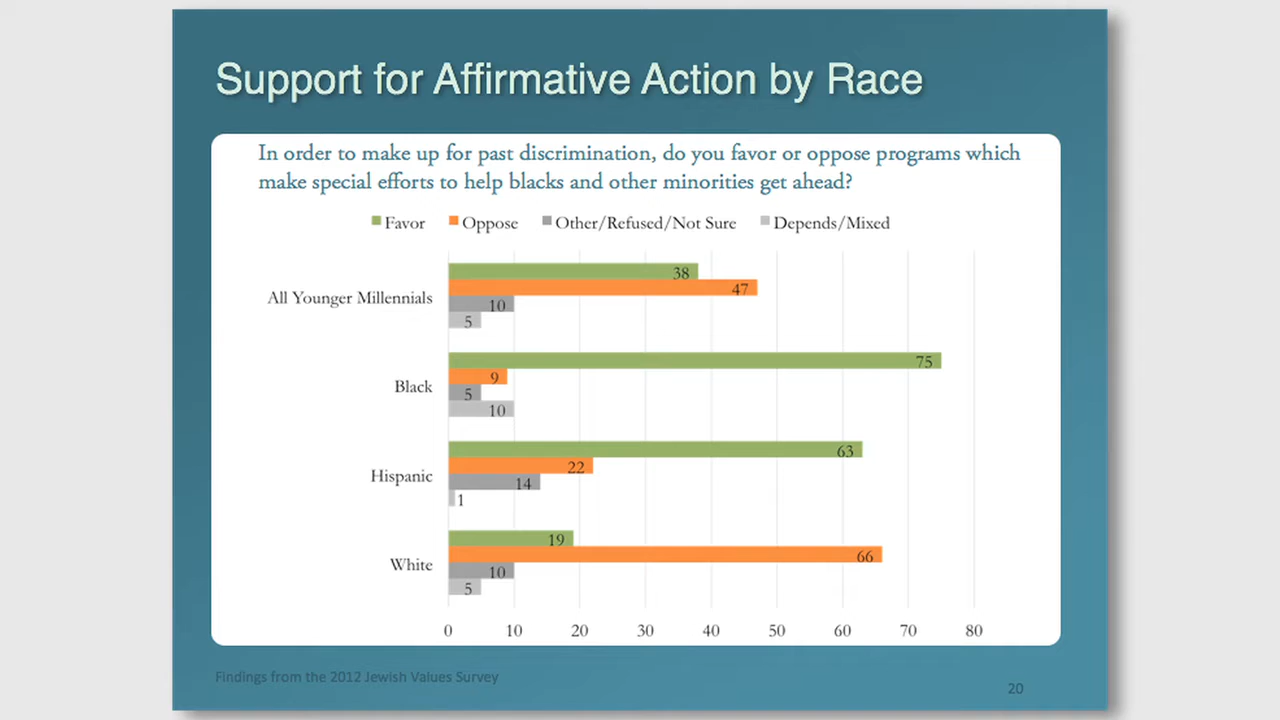 Support for Affirmative Action by Race
In order to make up for past discrimination, do you favor or oppose programs which
make special efforts to help blacks and other minorities get ahead?
Favor Oppose Other/Refused/Not Sure Depends/Mixed
All Younger Millennials
38
47
10
5
Black
75
9
5
10
Hispanic
63
22
14
1
White
19
66
10
5
0 10 20 30 40 50 60 70 80
Findings from the 2012 Jewish Values Survey
20